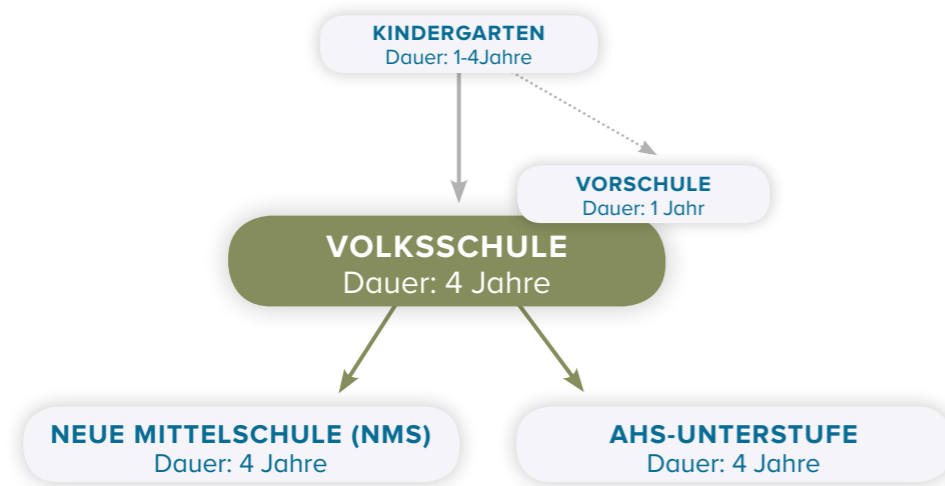 KINDERGARTEN
Dauer: 1-4Jahre
VORSCHULE
Dauer: 1 Jahr
VOLKSSCHULE
Dauer: 4 Jahre
NEUE MITTELSCHULE (NMS)
Dauer: 4 Jahre
AHS-UNTERSTUFE
Dauer: 4 Jahre